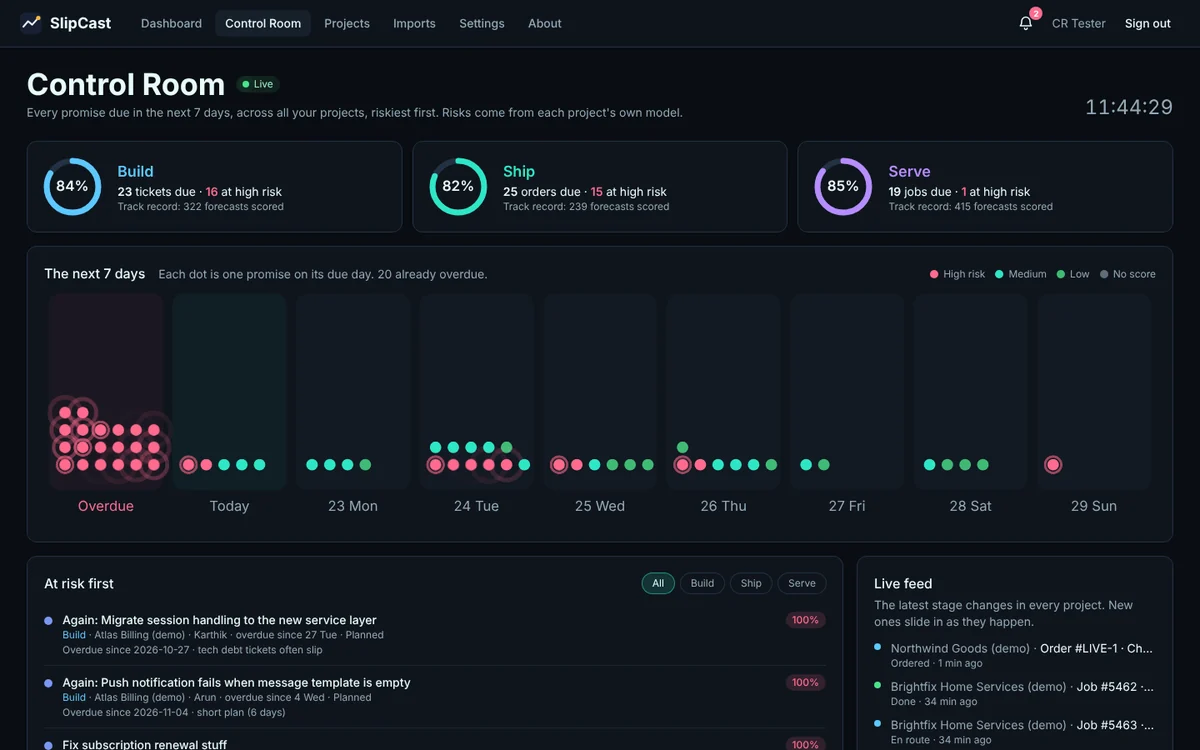 SlipCast Dashboard Control Room Projects Imports Settings About 2 CR Tester Sign out
Control Room Live
Every promise due in the next 7 days, across all your projects, riskiest first. Risks come from each project's own model.
11:44:29
84%
Build
23 tickets due · 16 at high risk
Track record: 322 forecasts scored
82%
Ship
25 orders due · 15 at high risk
Track record: 239 forecasts scored
85%
Serve
19 jobs due · 1 at high risk
Track record: 415 forecasts scored
The next 7 days Each dot is one promise on its due day. 20 already overdue.
High risk Medium Low No score
Overdue Today 23 Mon 24 Tue 25 Wed 26 Thu 27 Fri 28 Sat 29 Sun
At risk first
All Build Ship Serve
Again: Migrate session handling to the new service layer 100%
Build · Atlas Billing (demo) · Karthik · overdue since 27 Tue · Planned
Overdue since 2026-10-27 · tech debt tickets often slip
Again: Push notification fails when message template is empty 100%
Build · Atlas Billing (demo) · Arun · overdue since 4 Wed · Planned
Overdue since 2026-11-04 · short plan (6 days)
Fix subscription renewal stuff 100%
Live feed
The latest stage changes in every project. New
ones slide in as they happen.
Northwind Goods (demo) · Order #LIVE-1 · Ch...
Ordered · 1 min ago
Brightfix Home Services (demo) · Job #5462 ·...
Done · 34 min ago
Brightfix Home Services (demo) · Job #5463 ·...
En route · 34 min ago